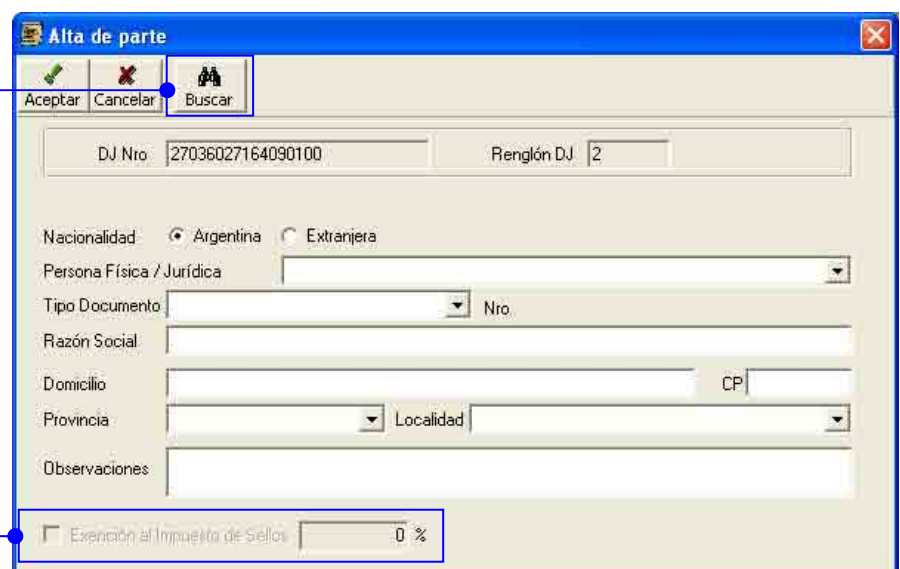 Alta de parte
Aceptar Cancelar Buscar
DJ Nro 27036027164090100 Renglón DJ 2
Nacionalidad Argentina Extranjera
Persona Física / Jurídica
Tipo Documento Nro.
Razón Social
Domicilio CP
Provincia Localidad
Observaciones
Exención al Impuesto de Sellos 0 %